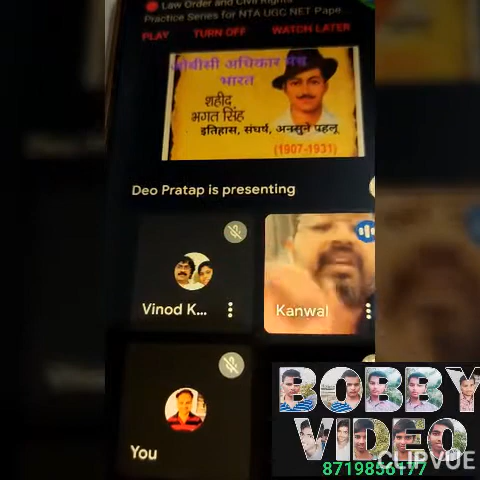 Law Order and Civil Rights
Practice Series for NTA UGC NET Pape...
PLAY TURN OFF WATCH LATER
ओबीसी अधिकार मंच
भारत
शहीद
भगत सिंह
इतिहास, संघर्ष, अनसुने पहलू
(1907-1931)
Deo Pratap is presenting
Vinod K...
Kanwal
You
BOBBY
VIDEO
CLIPVUE
8719856177